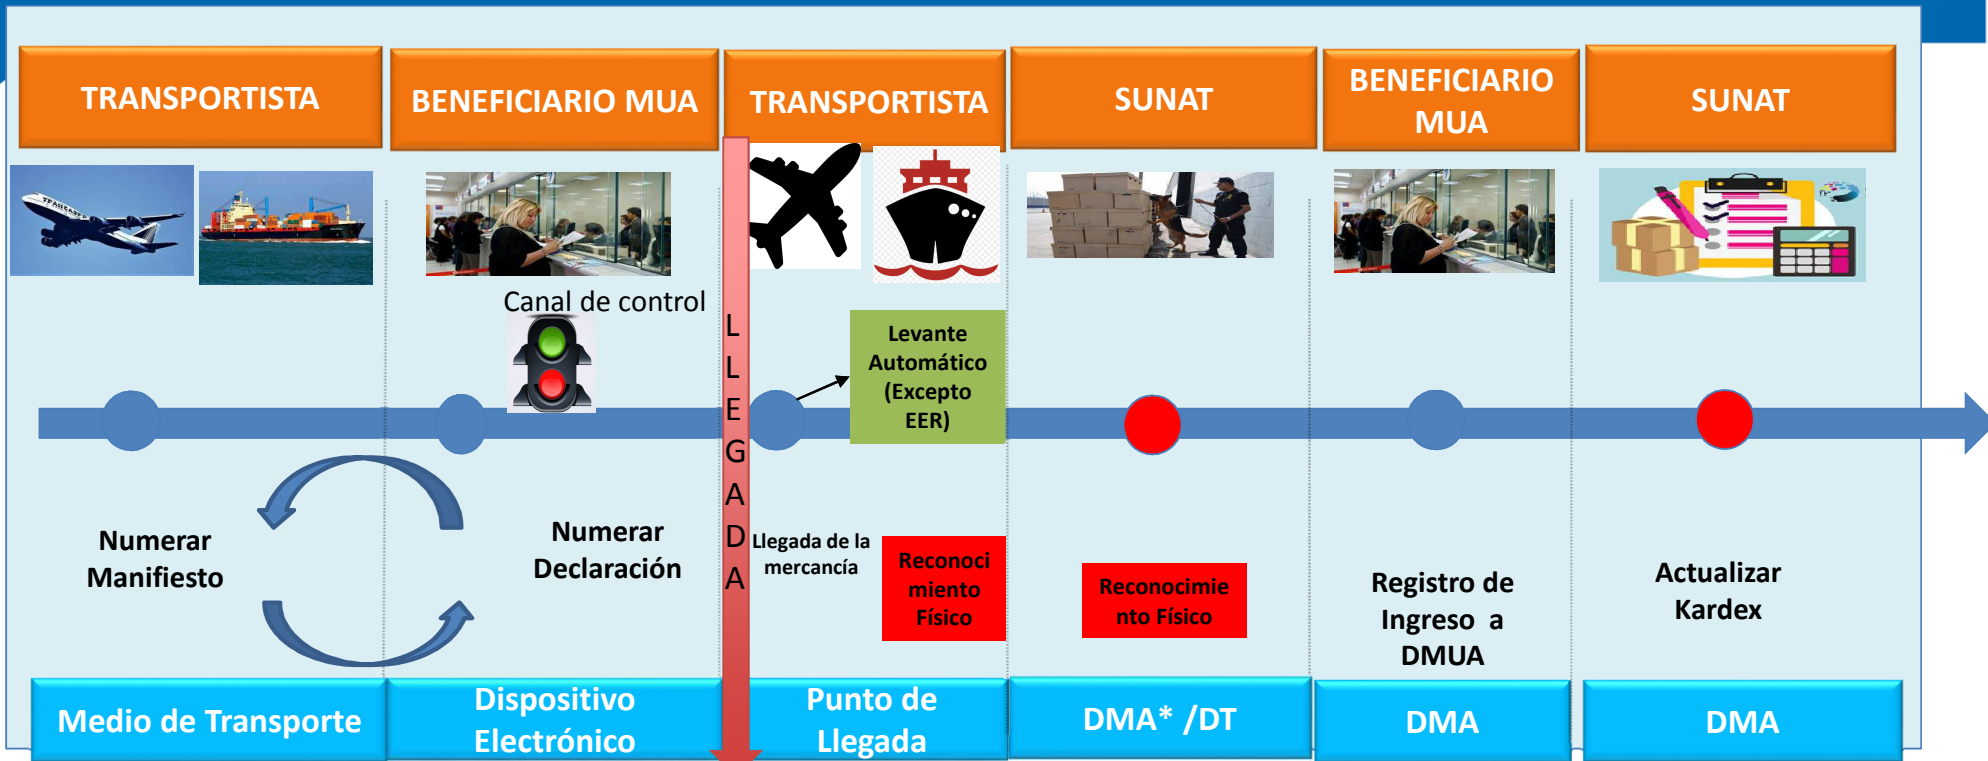 TRANSPORTISTA
BENEFICIARIO MUA
TRANSPORTISTA
SUNAT
BENEFICIARIO
MUA
SUNAT
Canal de control
L
L
E
G
A
D
A
Levante
Automático
(Excepto
EER)
Numerar
Manifiesto
Numerar
Declaración
Llegada de la
mercancía
Reconoci
miento
Físico
Reconocimie
nto Físico
Registro de
Ingreso a
DMUA
Actualizar
Kardex
Medio de Transporte
Dispositivo
Electrónico
Punto de
Llegada
DMA* /DT
DMA
DMA